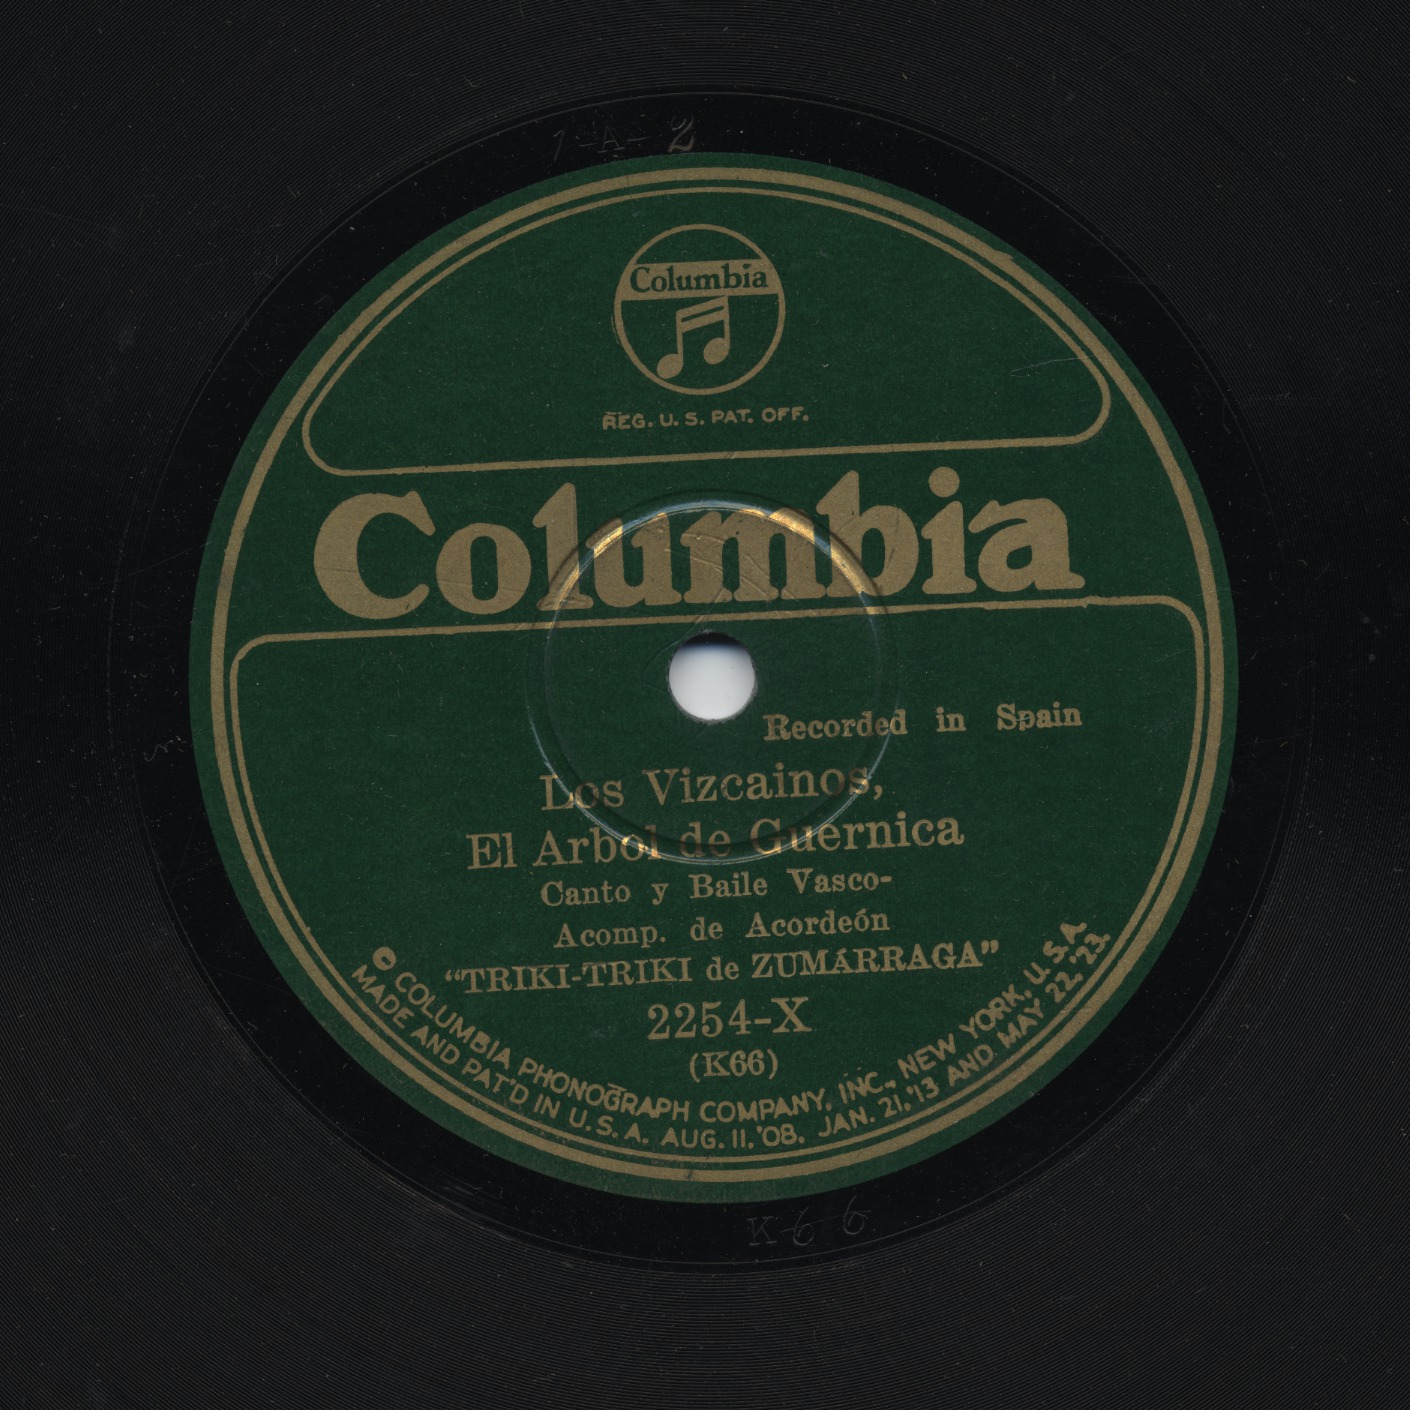 1-A-2
Columbia
REG. U. S. PAT. OFF.
Columbia
Recorded in Spain
Los Vizcainos,
El Arbol de Guernica
Canto y Baile Vasco-
Acomp. de Acordeón
"TRIKI-TRIKI de ZUMÁRRAGA"
2254-X
(K66)
© COLUMBIA PHONOGRAPH COMPANY, INC., NEW YORK, U. S. A.
MADE AND PAT'D IN U. S. A. AUG. 11, '08. JAN. 21, '13 AND MAY 22, '23.
K66